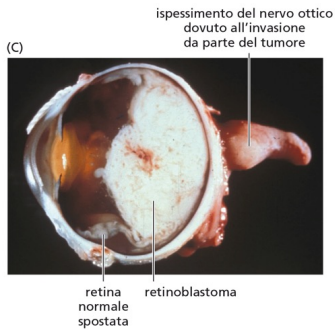 ispessimento del nervo ottico
dovuto all'invasione
da parte del tumore
(C)
retina
normale
spostata
retinoblastoma